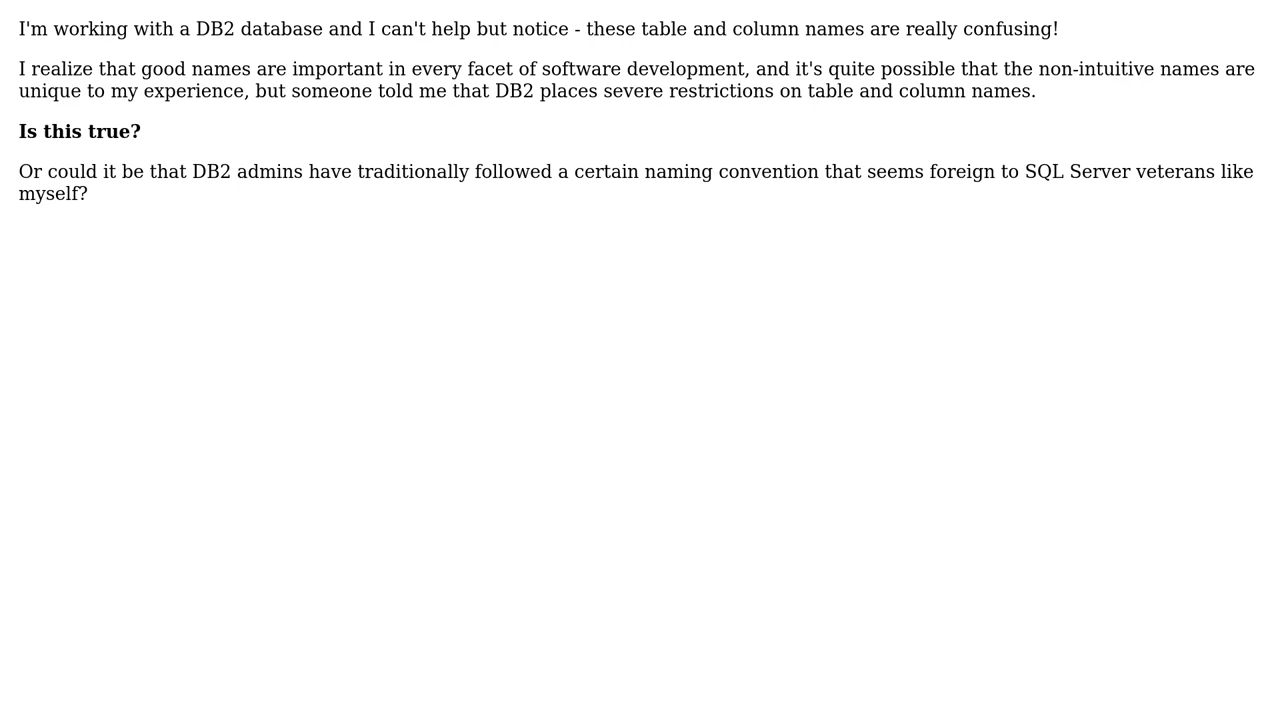 I'm working with a DB2 database and I can't help but notice - these table and column names are really confusing!
I realize that good names are important in every facet of software development, and it's quite possible that the non-intuitive names are
unique to my experience, but someone told me that DB2 places severe restrictions on table and column names.
Is this true?
Or could it be that DB2 admins have traditionally followed a certain naming convention that seems foreign to SQL Server veterans like
myself?